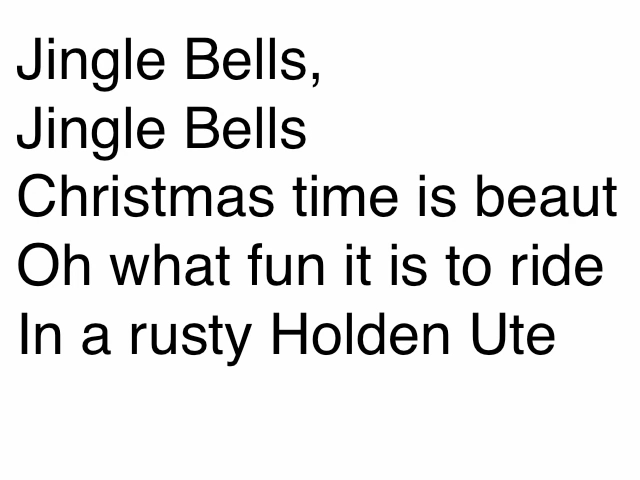 Jingle Bells,
Jingle Bells
Christmas time is beaut
Oh what fun it is to ride
In a rusty Holden Ute